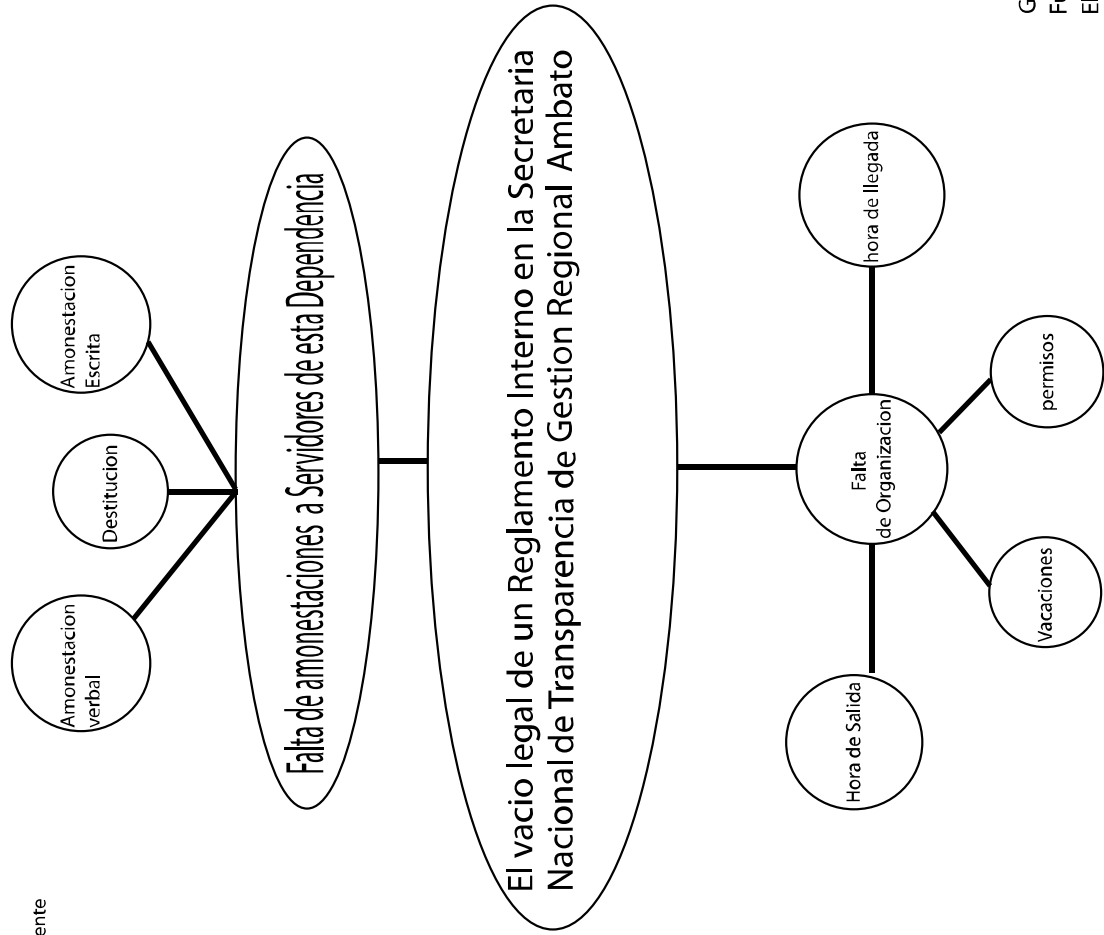 ente
Amonestacion
verbal
Destitucion
Amonestacion
Escrita
Falta de amonestaciones a Servidores de esta Dependencia
El vacio legal de un Reglamento Interno en la Secretaria
Nacional de Transparencia de Gestion Regional Ambato
Hora de Salida
Falta
de Organizacion
hora de llegada
Vacaciones
permisos